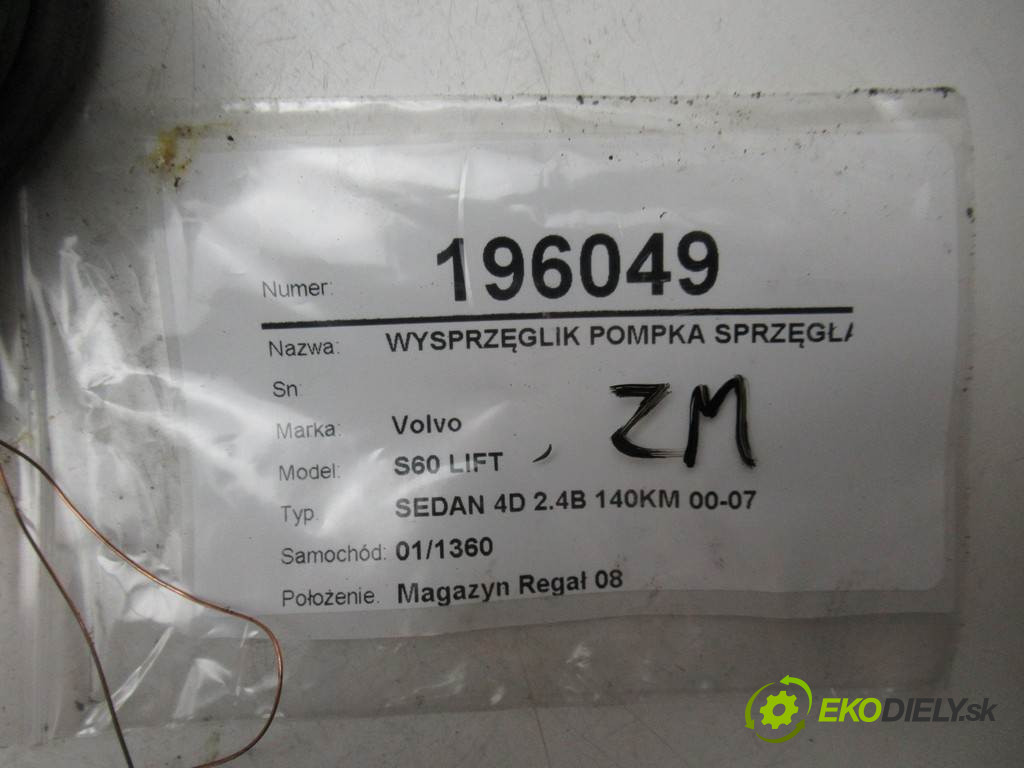 Numer: 196049
Nazwa: WYSPRZĘGLIK POMPKA SPRZĘGŁA
Sn:
Marka: Volvo
ZM
Model: S60 LIFT
Typ. SEDAN 4D 2.4B 140KM 00-07
Samochód: 01/1360
Położenie. Magazyn Regał 08
EKODIELY.sk